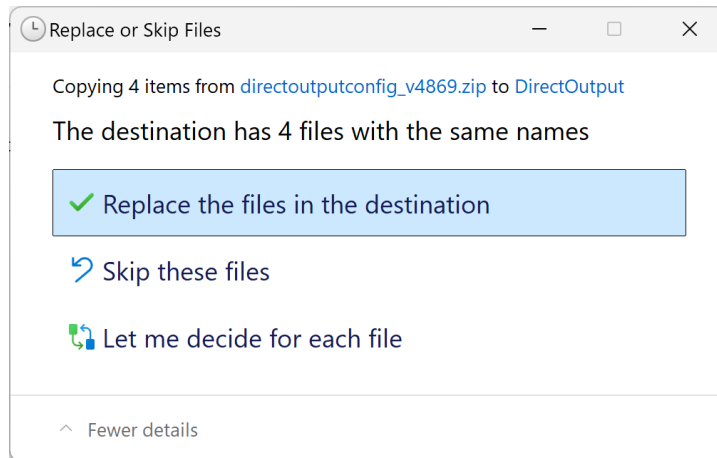 Replace or Skip Files
Copying 4 items from directoutputconfig_v4869.zip to DirectOutput
The destination has 4 files with the same names
Replace the files in the destination
Skip these files
Let me decide for each file
Fewer details